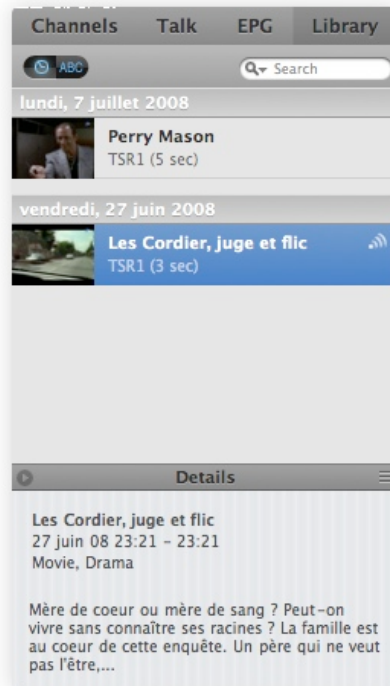 Channels Talk EPG Library
ABC Search
lundi, 7 juillet 2008
Perry Mason
TSR1 (5 sec)
vendredi, 27 juin 2008
Les Cordier, juge et flic
TSR1 (3 sec)
Details
Les Cordier, juge et flic
27 juin 08 23:21 - 23:21
Movie, Drama
Mère de coeur ou mère de sang ? Peut-on
vivre sans connaître ses racines ? La famille est
au coeur de cette enquête. Un père qui ne veut
pas l'être,...